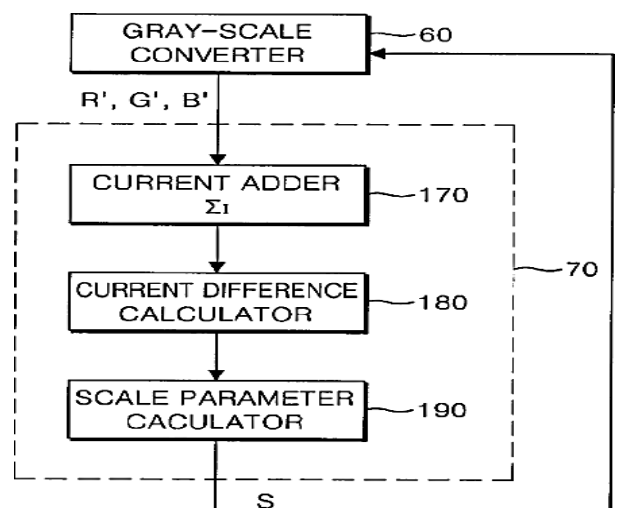 GRAY-SCALE
CONVERTER
60
R', G', B'
CURRENT ADDER
ΣI
170
70
CURRENT DIFFERENCE
CALCULATOR
180
SCALE PARAMETER
CACULATOR
190
S